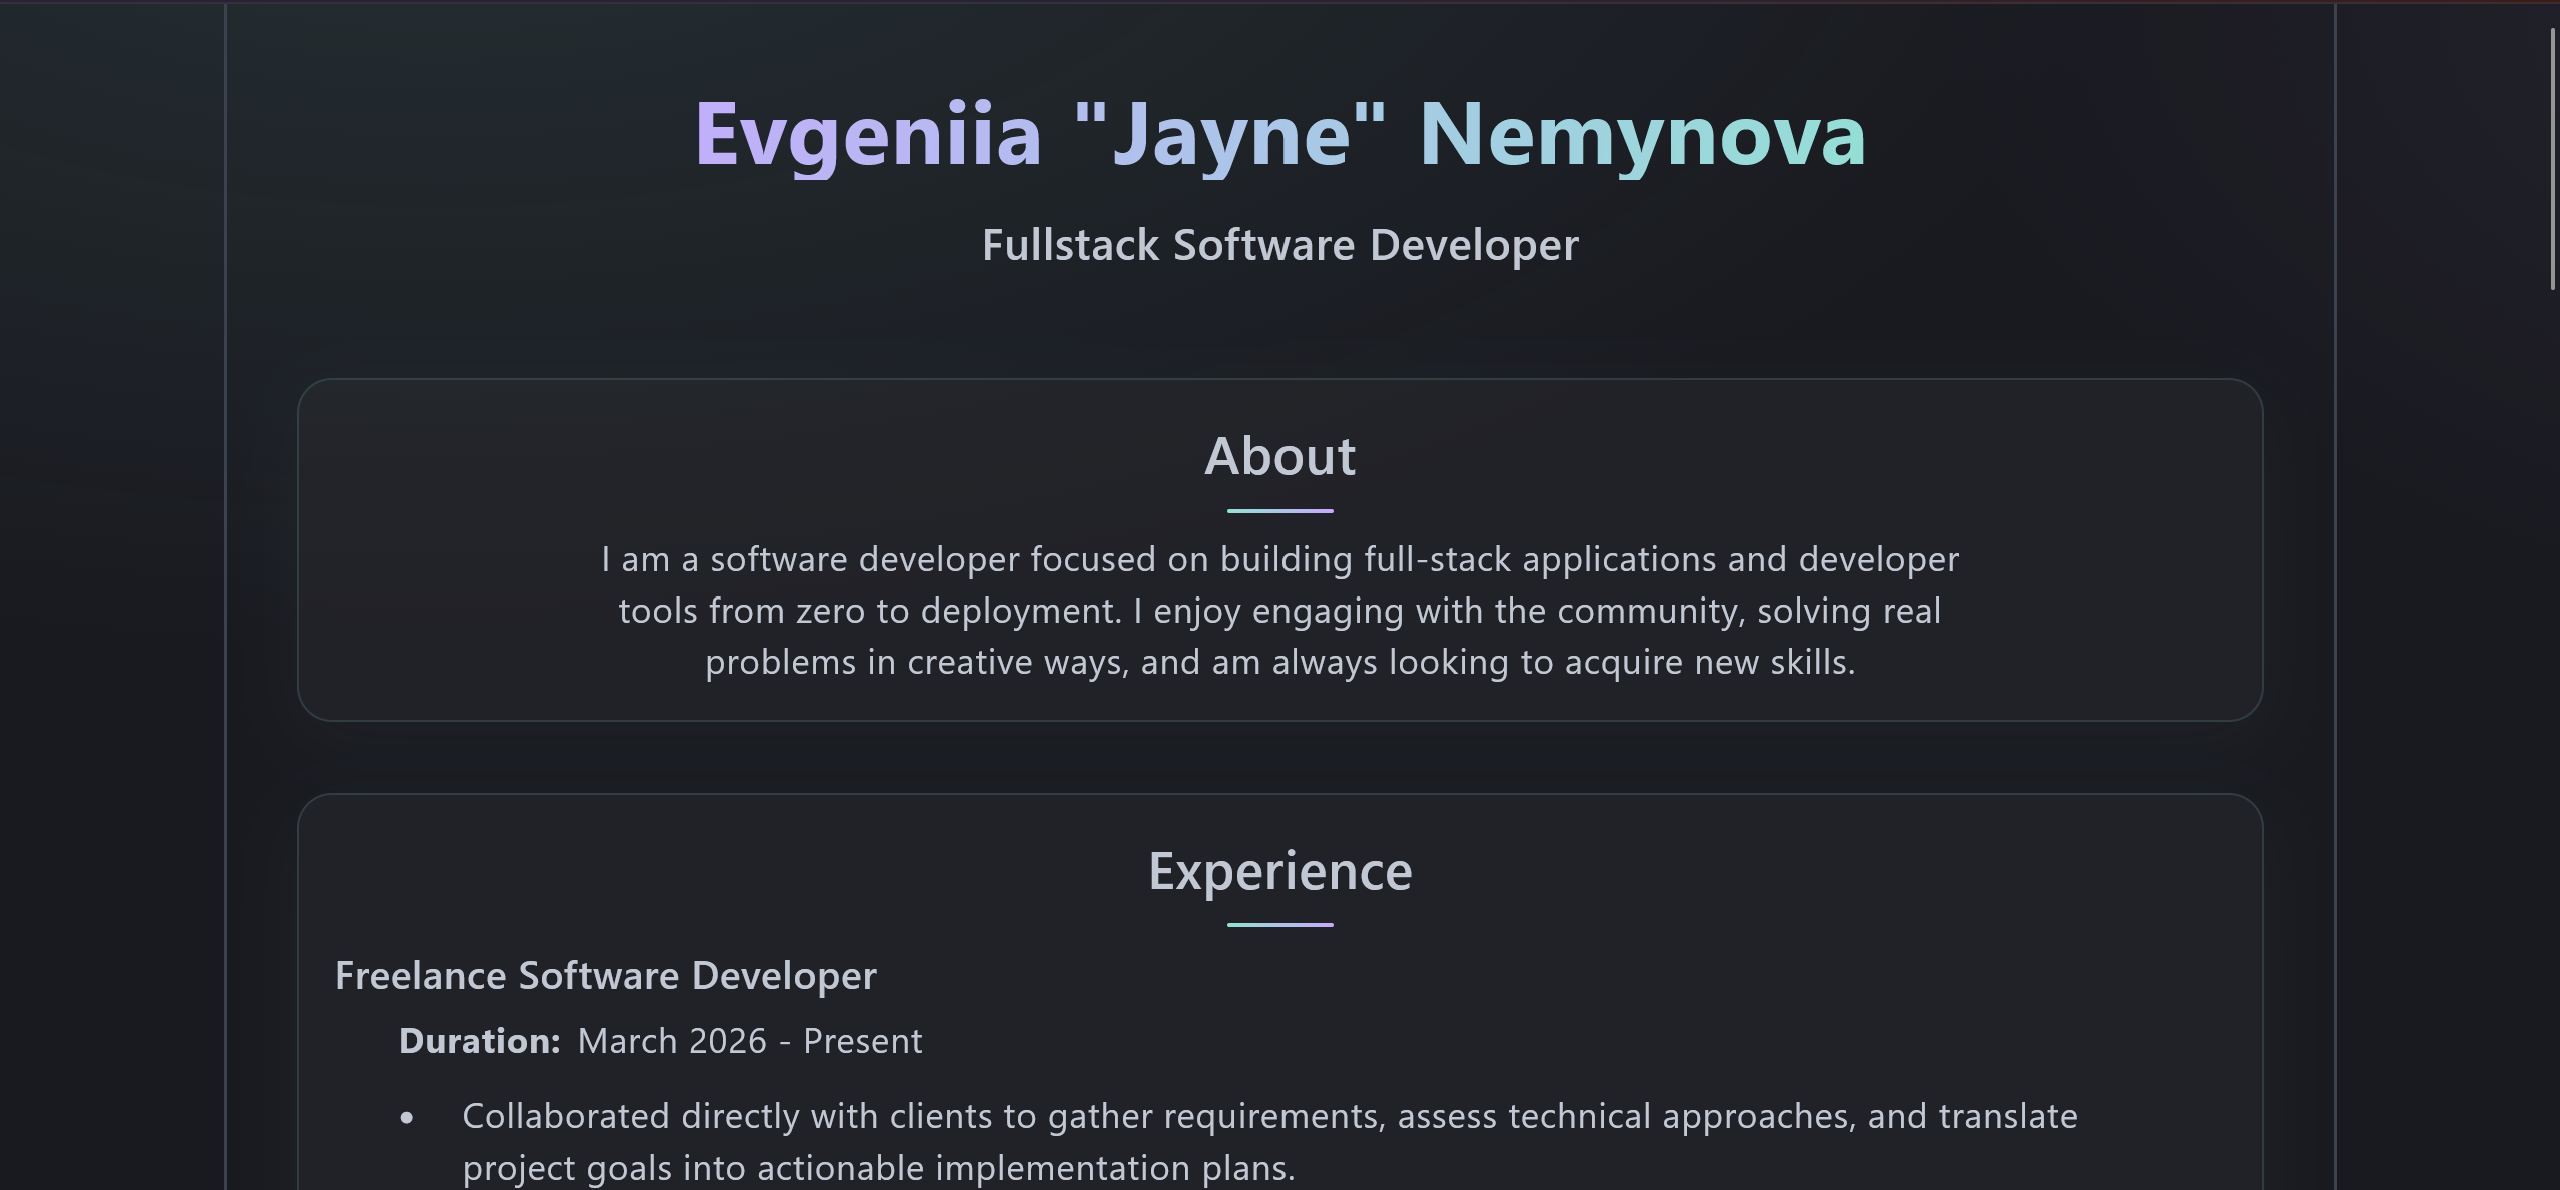 Evgeniia "Jayne" Nemynova
Fullstack Software Developer
About
I am a software developer focused on building full-stack applications and developer
tools from zero to deployment. I enjoy engaging with the community, solving real
problems in creative ways, and am always looking to acquire new skills.
Experience
Freelance Software Developer
Duration: March 2026 - Present
• Collaborated directly with clients to gather requirements, assess technical approaches, and translate
project goals into actionable implementation plans.